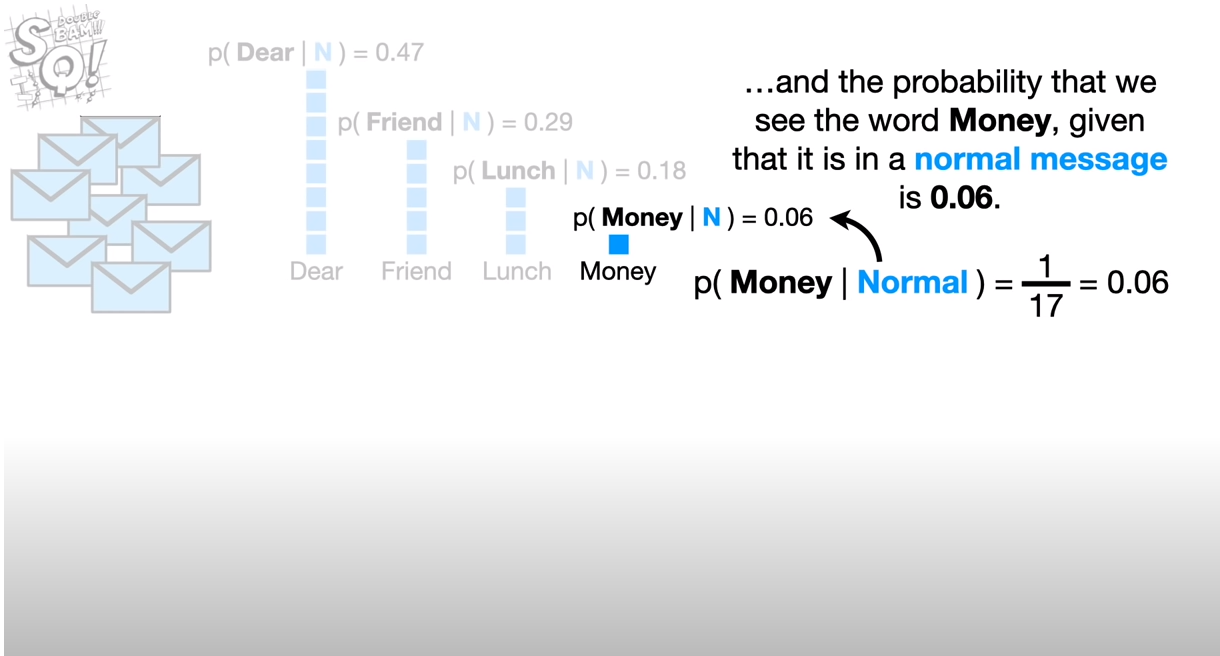 DOUBLE
BAM!!!
SQ!
p( Dear | N ) = 0.47
p( Friend | N ) = 0.29
p( Lunch | N ) = 0.18
p( Money | N ) = 0.06
Dear Friend Lunch Money
…and the probability that we
see the word Money, given
that it is in a normal message
is 0.06.
p( Money | Normal ) = 1/17 = 0.06